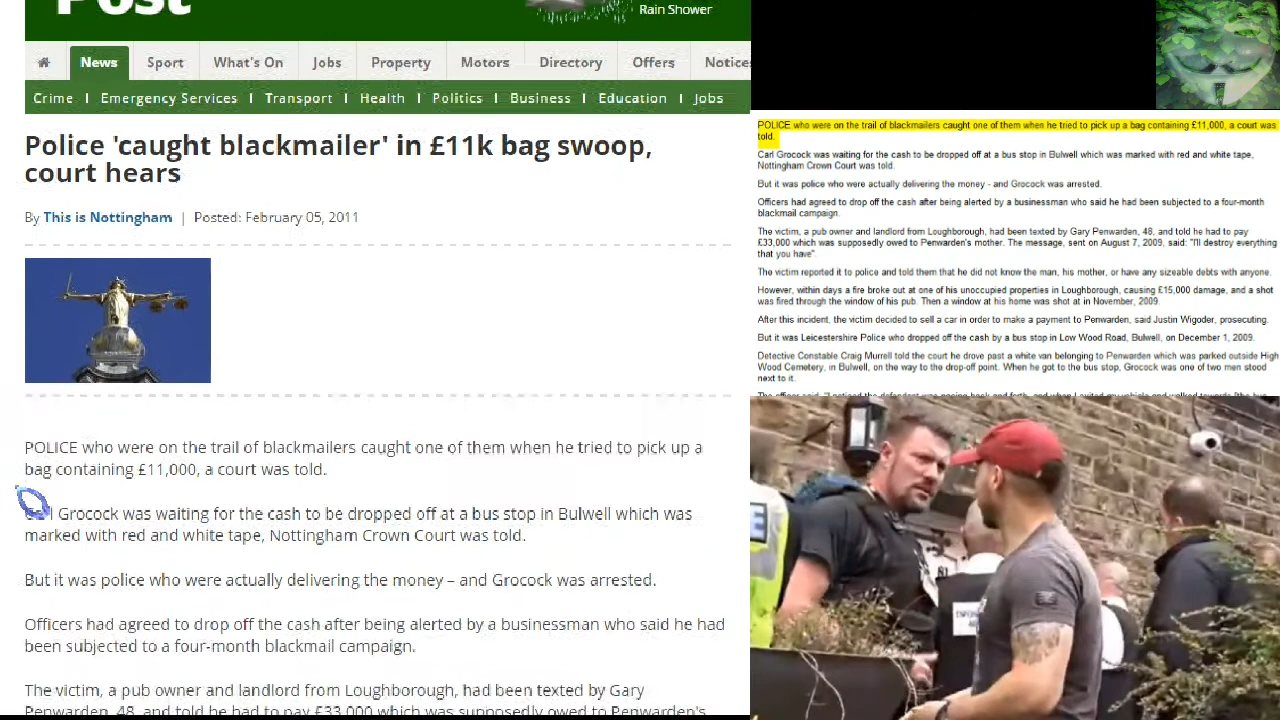 Post
Rain Shower
News Sport What's On Jobs Property Motors Directory Offers Notices
Crime | Emergency Services | Transport | Health | Politics | Business | Education | Jobs
Police 'caught blackmailer' in £11k bag swoop,
court hears
By This is Nottingham | Posted: February 05, 2011
POLICE who were on the trail of blackmailers caught one of them when he tried to pick up a
bag containing £11,000, a court was told.
Carl Grocock was waiting for the cash to be dropped off at a bus stop in Bulwell which was
marked with red and white tape, Nottingham Crown Court was told.
But it was police who were actually delivering the money – and Grocock was arrested.
Officers had agreed to drop off the cash after being alerted by a businessman who said he had
been subjected to a four-month blackmail campaign.
The victim, a pub owner and landlord from Loughborough, had been texted by Gary
Penwarden, 48, and told he had to pay £33,000 which was supposedly owed to Penwarden's
POLICE who were on the trail of blackmailers caught one of them when he tried to pick up a bag containing £11,000, a court was
told.
Carl Grocock was waiting for the cash to be dropped off at a bus stop in Bulwell which was marked with red and white tape,
Nottingham Crown Court was told.
But it was police who were actually delivering the money - and Grocock was arrested.
Officers had agreed to drop off the cash after being alerted by a businessman who said he had been subjected to a four-month
blackmail campaign.
The victim, a pub owner and landlord from Loughborough, had been texted by Gary Penwarden, 48, and told he had to pay
£33,000 which was supposedly owed to Penwarden's mother. The message, sent on August 7, 2009, said: "I'll destroy everything
that you have".
The victim reported it to police and told them that he did not know the man, his mother, or have any sizeable debts with anyone.
However, within days a fire broke out at one of his unoccupied properties in Loughborough, causing £15,000 damage, and a shot
was fired through the window of his pub. Then a window at his home was shot at in November, 2009.
After this incident, the victim decided to sell a car in order to make a payment to Penwarden, said Justin Wigoder, prosecuting.
But it was Leicestershire Police who dropped off the cash by a bus stop in Low Wood Road, Bulwell, on December 1, 2009.
Detective Constable Craig Murrell told the court he drove past a white van belonging to Penwarden which was parked outside High
Wood Cemetery, in Bulwell, on the way to the drop-off point. When he got to the bus stop, Grocock was one of two men stood
next to it.
81